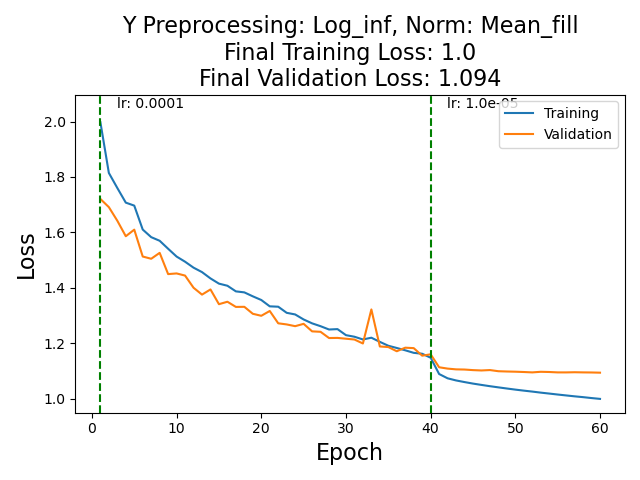 Y Preprocessing: Log_inf, Norm: Mean_fill
Final Training Loss: 1.0
Final Validation Loss: 1.094
lr: 0.0001
lr: 1.0e-05
Training
Validation
Loss
2.0
1.8
1.6
1.4
1.2
1.0
0 10 20 30 40 50 60
Epoch